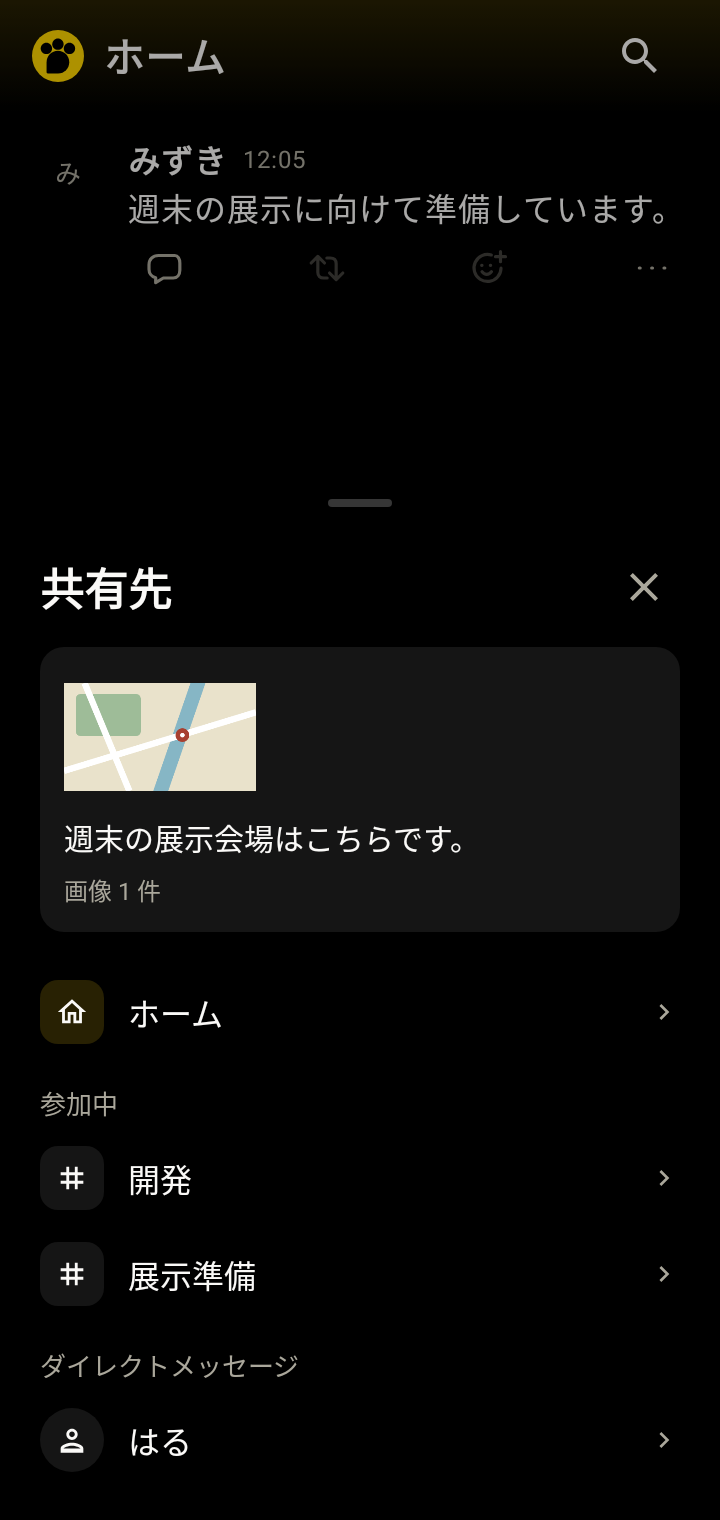 ホーム
み
みずき 12:05
週末の展示に向けて準備しています。
共有先
週末の展示会場はこちらです。
画像 1 件
ホーム
参加中
開発
展示準備
ダイレクトメッセージ
はる